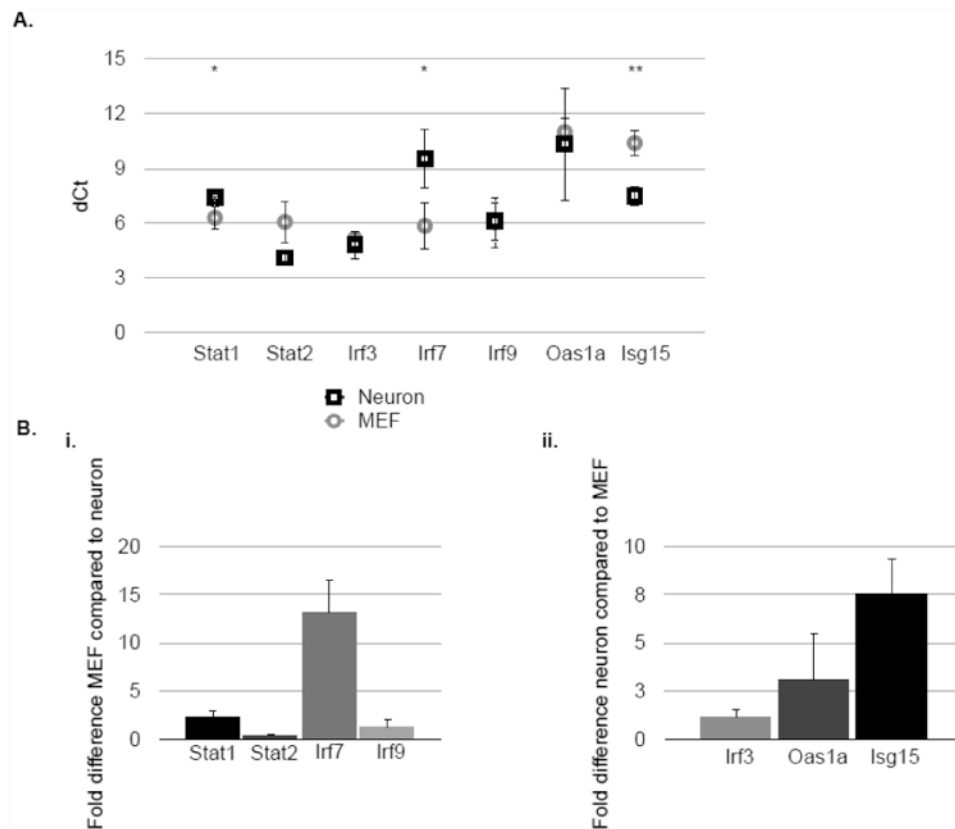 A.
15
* * **
12
9
dCt
6
3
0
Stat1 Stat2 Irf3 Irf7 Irf9 Oas1a Isg15
Neuron
MEF
B.
i.
Fold difference MEF compared to neuron
20
15
10
5
0
Stat1 Stat2 Irf7 Irf9
ii.
Fold difference neuron compared to MEF
10
8
5
3
0
Irf3 Oas1a Isg15